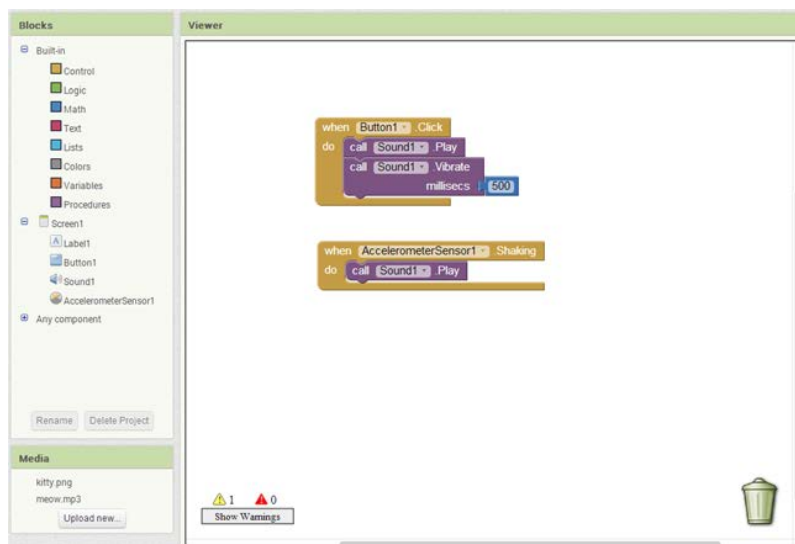 Blocks
Built-in
Control
Logic
Math
Text
Lists
Colors
Variables
Procedures
Screen1
A Label1
Button1
Sound1
AccelerometerSensor1
Any component
Rename Delete Project
Media
kitty.png
meow.mp3
Upload new...
Viewer
when Button1 .Click
do call Sound1 .Play
call Sound1 .Vibrate
millisecs 500
when AccelerometerSensor1 .Shaking
do call Sound1 .Play
1 0
Show Warnings